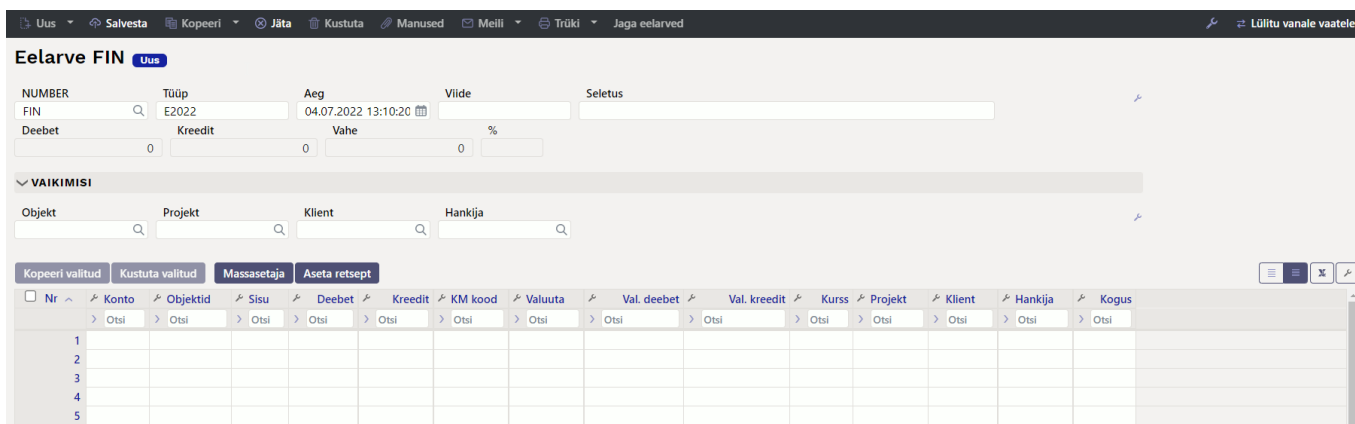 Uus Salvesta Kopeeri Jäta Kustuta Manused Meili Trüki Jaga eelarved Lülitu vanale vaatele
Eelarve FIN Uus
NUMBER Tüüp Aeg Viide Seletus
FIN E2022 04.07.2022 13:10:20
Deebet Kreedit Vahe %
0 0 0
VAIKIMISI
Objekt Projekt Klient Hankija
Kopeeri valitud Kustuta valitud Massasetaja Aseta retsept
Nr Konto Objektid Sisu Deebet Kreedit KM kood Valuuta Val. deebet Val. kreedit Kurss Projekt Klient Hankija Kogus
Otsi Otsi Otsi Otsi Otsi Otsi Otsi Otsi Otsi Otsi Otsi Otsi Otsi Otsi
1
2
3
4
5